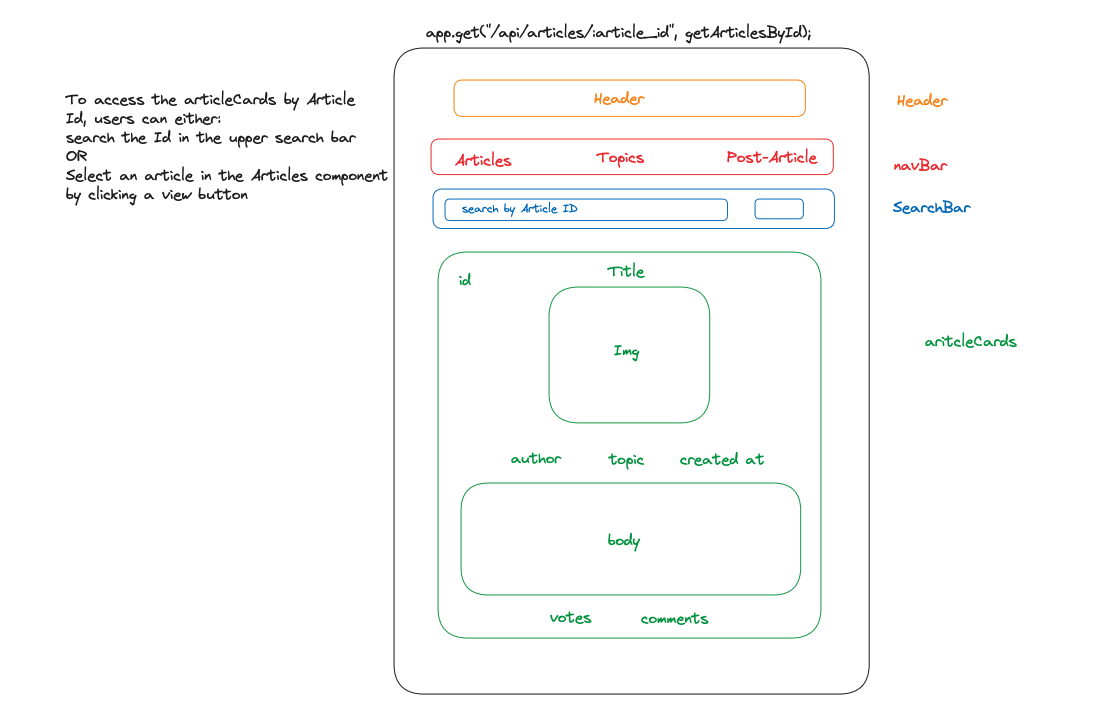 app.get("/api/articles/:article_id", getArticlesById);
To access the articleCards by Article
Id, users can either:
search the Id in the upper search bar
OR
Select an article in the Articles component
by clicking a view button
Header
Header
Articles Topics Post-Article
navBar
search by Article ID
SearchBar
id
Title
Img
aritcleCards
author topic created at
body
votes comments